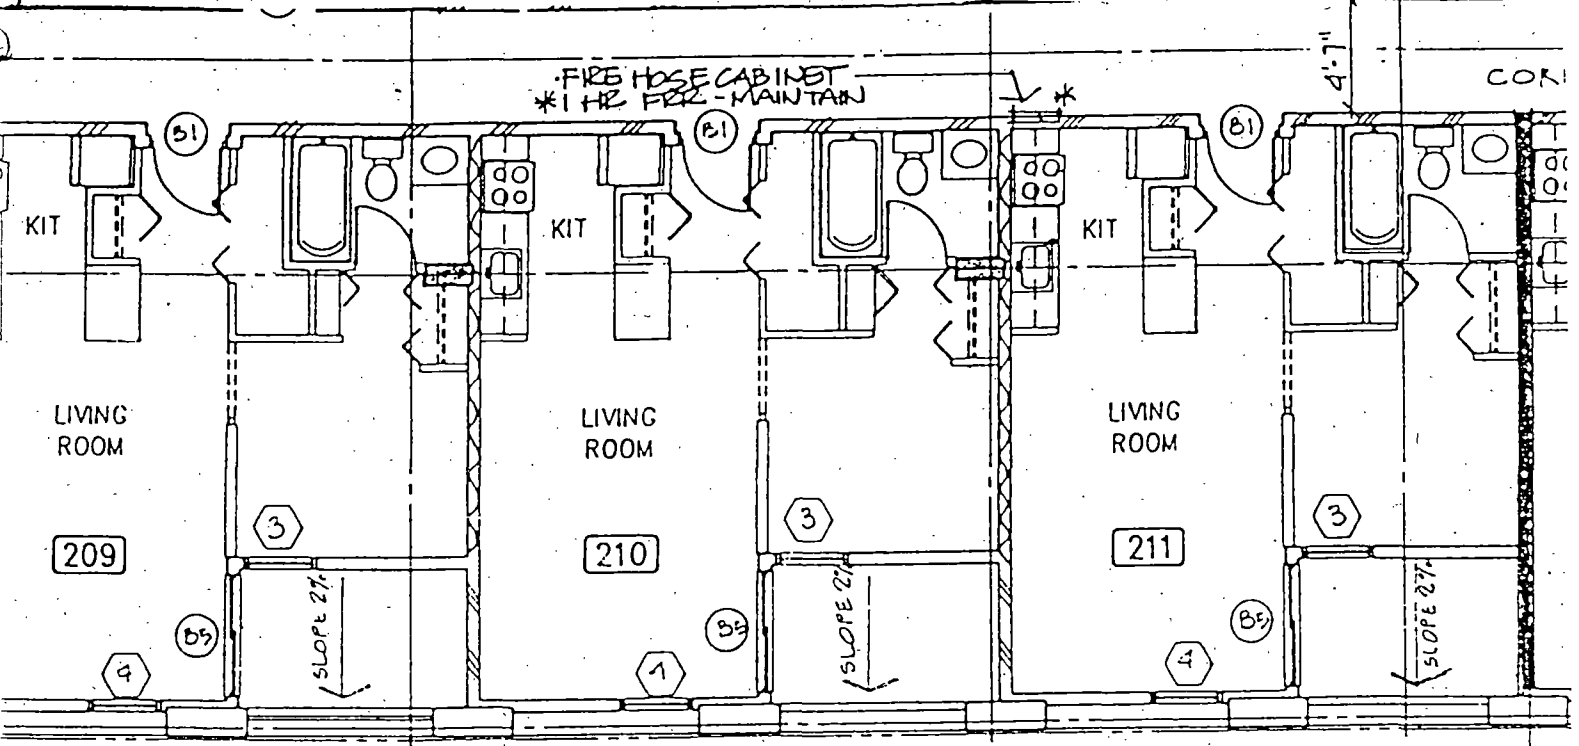 4'-7"
CORI
·FIRE HOSE CABINET
*1 HR FRR - MAINTAIN *
B1
B1
B1
KIT
KIT
KIT
LIVING
ROOM
LIVING
ROOM
LIVING
ROOM
3
3
3
209
210
211
SLOPE 2%
SLOPE 2%
SLOPE 2%
B5
B5
B5
4
4